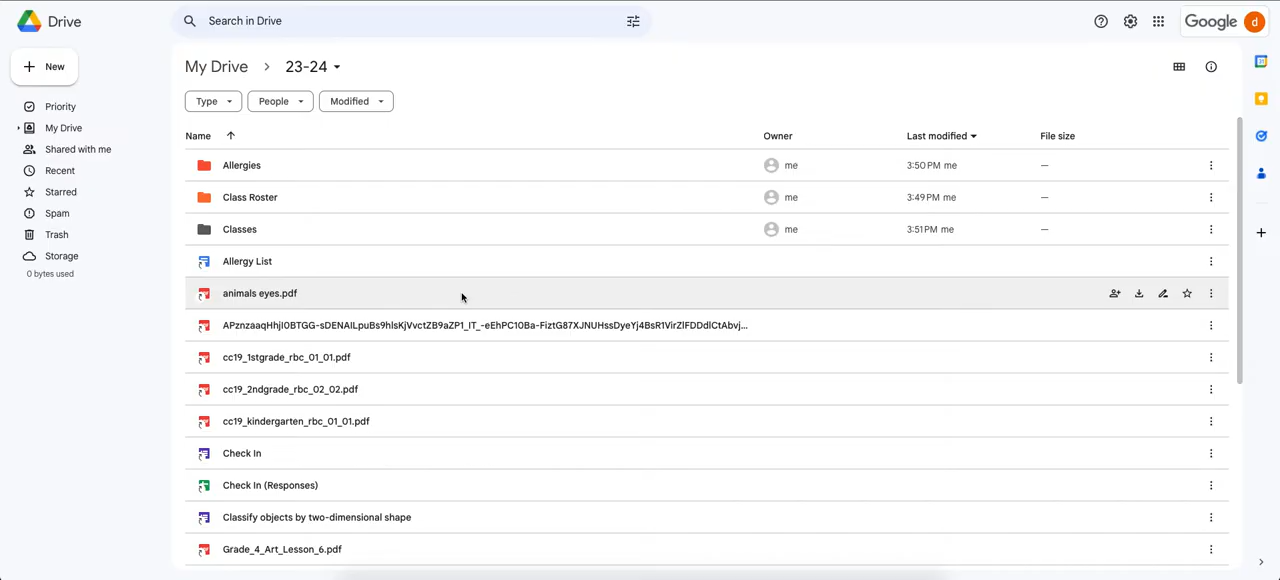 Drive
Search in Drive
Google d
New
My Drive 23-24
Type People Modified
Priority
My Drive
Shared with me
Recent
Starred
Spam
Trash
Storage
0 bytes used
Name Owner Last modified File size
Allergies me 3:50 PM me —
Class Roster me 3:49 PM me —
Classes me 3:51 PM me —
Allergy List
animals eyes.pdf
cc19_1stgrade_rbc_01_01.pdf
cc19_2ndgrade_rbc_02_02.pdf
cc19_kindergarten_rbc_01_01.pdf
Check In
Check In (Responses)
Classify objects by two-dimensional shape
Grade_4_Art_Lesson_6.pdf